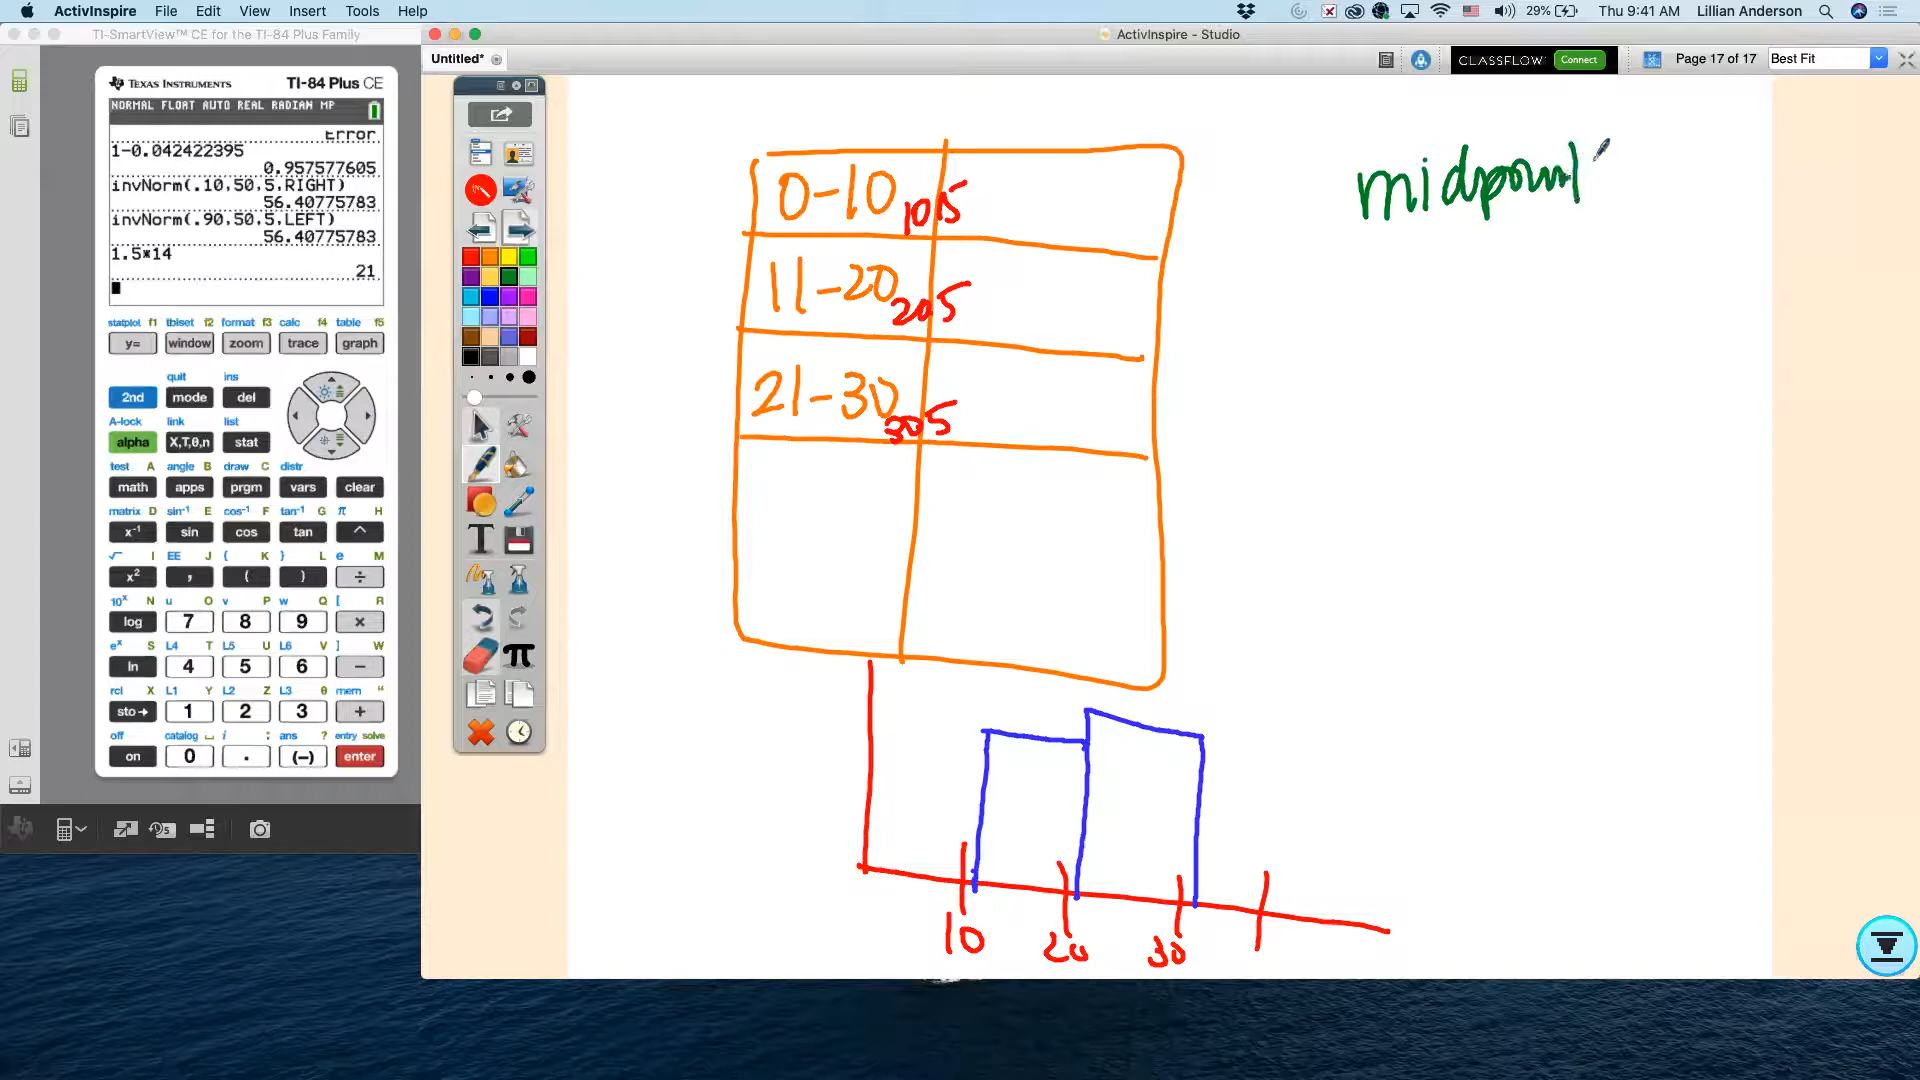 ActivInspire File Edit View Insert Tools Help
29% Thu 9:41 AM Lillian Anderson
TI-SmartView™ CE for the TI-84 Plus Family
ActivInspire - Studio
Untitled*
CLASSFLOW Connect
Page 17 of 17 Best Fit
TEXAS INSTRUMENTS TI-84 Plus CE
NORMAL FLOAT AUTO REAL RADIAN MP
Error
1-0.042422395
0.957577605
invNorm(.10,50,5,RIGHT)
56.40775783
invNorm(.90,50,5,LEFT)
56.40775783
1.5*14
21
statplot f1 tblset f2 format f3 calc f4 table f5
y= window zoom trace graph
quit ins
2nd mode del
A-lock link list
alpha X,T,θ,n stat
test A angle B draw C distr
math apps prgm vars clear
matrix D sin⁻¹ E cos⁻¹ F tan⁻¹ G π H
x⁻¹ sin cos tan ^
√ I EE J { K } L e M
x² , ( ) ÷
10ˣ N u O v P w Q [ R
log 7 8 9 ×
eˣ S L4 T L5 U L6 V ] W
ln 4 5 6 −
rcl X L1 Y L2 Z L3 θ mem "
sto→ 1 2 3 +
off catalog i : ans ? entry solve
on 0 . (−) enter
T π
0-10 10.5
11-20 20.5
21-30 30.5
10 20 30